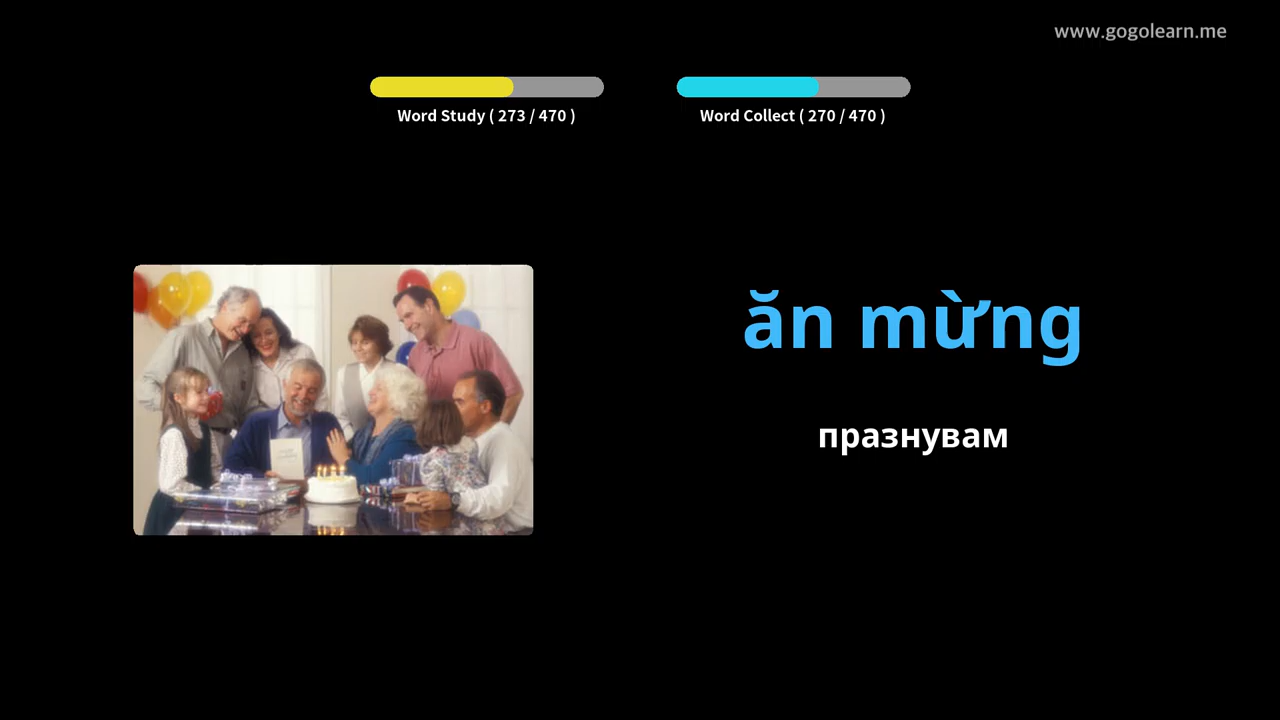 www.gogolearn.me
Word Study ( 273 / 470 )
Word Collect ( 270 / 470 )
ăn mừng
празнувам